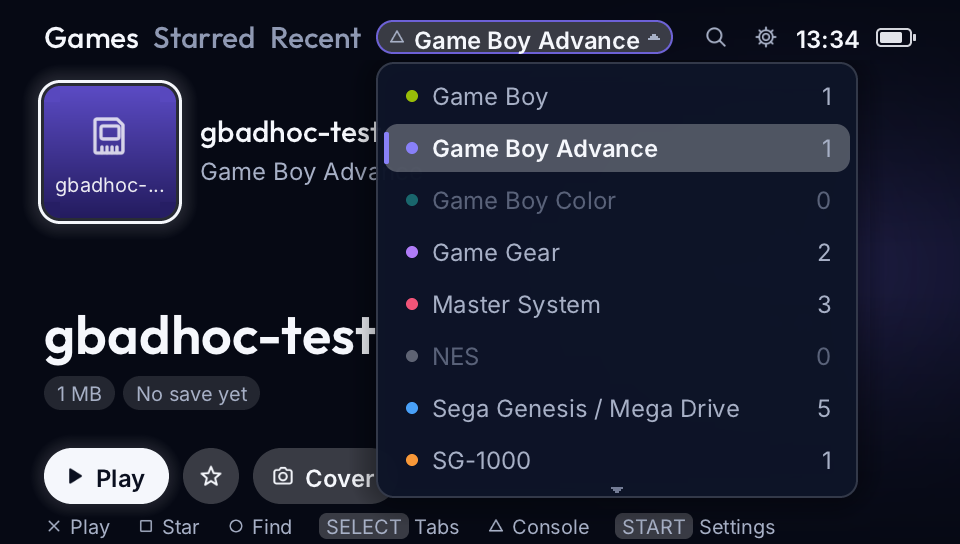 Games Starred Recent Game Boy Advance 13:34
Game Boy 1
Game Boy Advance 1
Game Boy Color 0
Game Gear 2
Master System 3
NES 0
Sega Genesis / Mega Drive 5
SG-1000 1
gbadhoc-...
gbadhoc-test
Game Boy Adva
gbadhoc-test
1 MB No save yet
Play Cover
Play Star Find SELECT Tabs Console START Settings